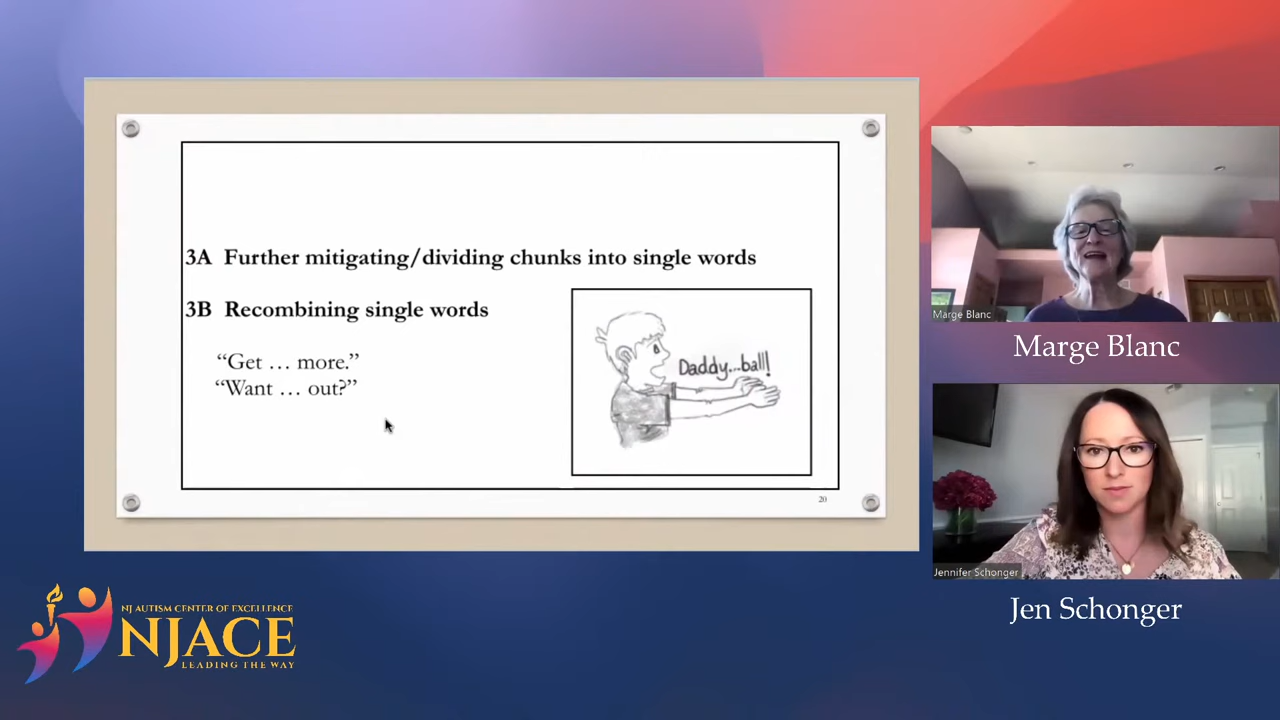 3A Further mitigating/dividing chunks into single words
3B Recombining single words
“Get … more.”
“Want … out?”
Daddy...ball!
20
Marge Blanc
Marge Blanc
Jennifer Schonger
Jen Schonger
NJ AUTISM CENTER OF EXCELLENCE
NJACE
LEADING THE WAY